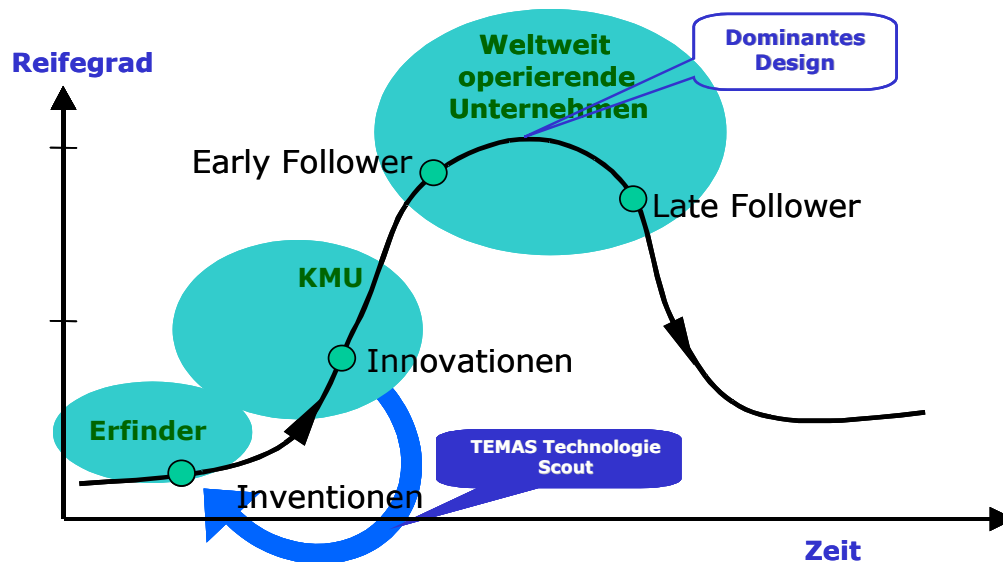 Weltweit
operierende
Unternehmen
Dominantes
Design
Reifegrad
Early Follower
Late Follower
KMU
Innovationen
Erfinder
TEMAS Technologie
Scout
Inventionen
Zeit